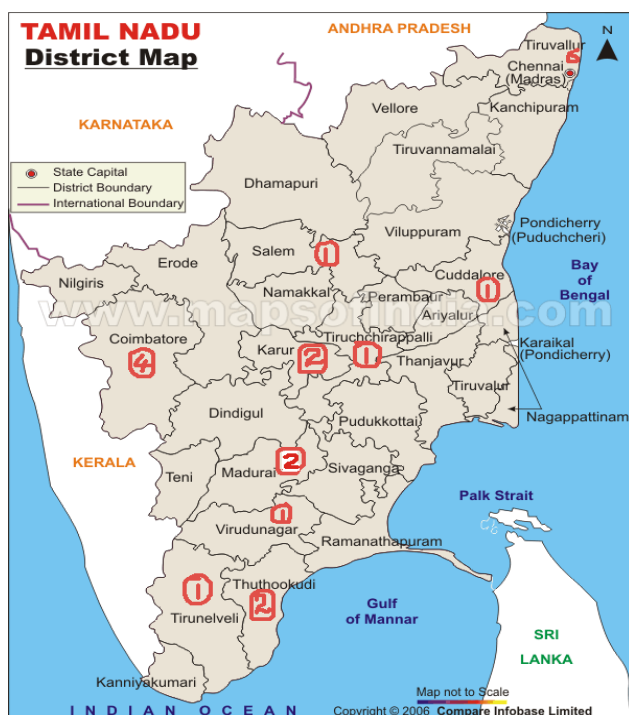 TAMIL NADU
District Map
ANDHRA PRADESH
N
Tiruvallur
Chennai
(Madras)
Kanchipuram
Vellore
KARNATAKA
Tiruvannamalai
State Capital
District Boundary
International Boundary
Dhamapuri
Pondicherry
(Puduchcheri)
Viluppuram
Salem
1
Erode
Cuddalore
1
Bay
of
Bengal
Nilgiris
Namakkal
Perambaur
Ariyalur
www.mapsofindia.com
Coimbatore
4
Tiruchchirappalli
Karur
2
1
Thanjavur
Karaikal
(Pondicherry)
Tiruvalur
Nagappattinam
Dindigul
Pudukkottai
KERALA
Teni
Madurai
2
Sivaganga
Palk Strait
1
Virudunagar
Ramanathapuram
1
Tirunelveli
Thuthookudi
2
Gulf
of Mannar
SRI
LANKA
Kanniyakumari
Map not to Scale
INDIAN OCEAN
Copyright © 2006 Compare Infobase Limited